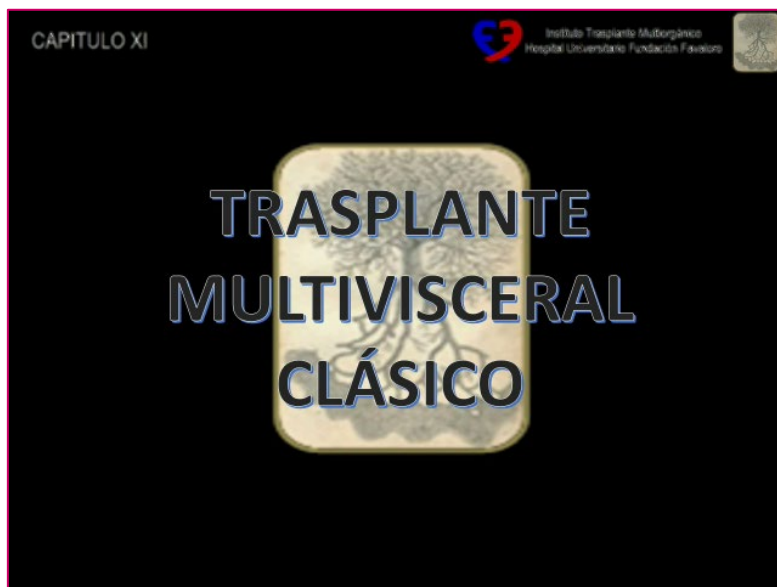 CAPITULO XI
Instituto Trasplante Multiorgánico
Hospital Universitario Fundación Favaloro
TRASPLANTE
MULTIVISCERAL
CLÁSICO